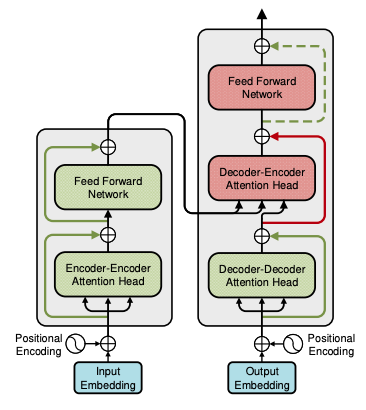 Feed Forward
Network
Decoder-Encoder
Attention Head
Feed Forward
Network
Encoder-Encoder
Attention Head
Decoder-Decoder
Attention Head
Positional
Encoding
Positional
Encoding
Input
Embedding
Output
Embedding